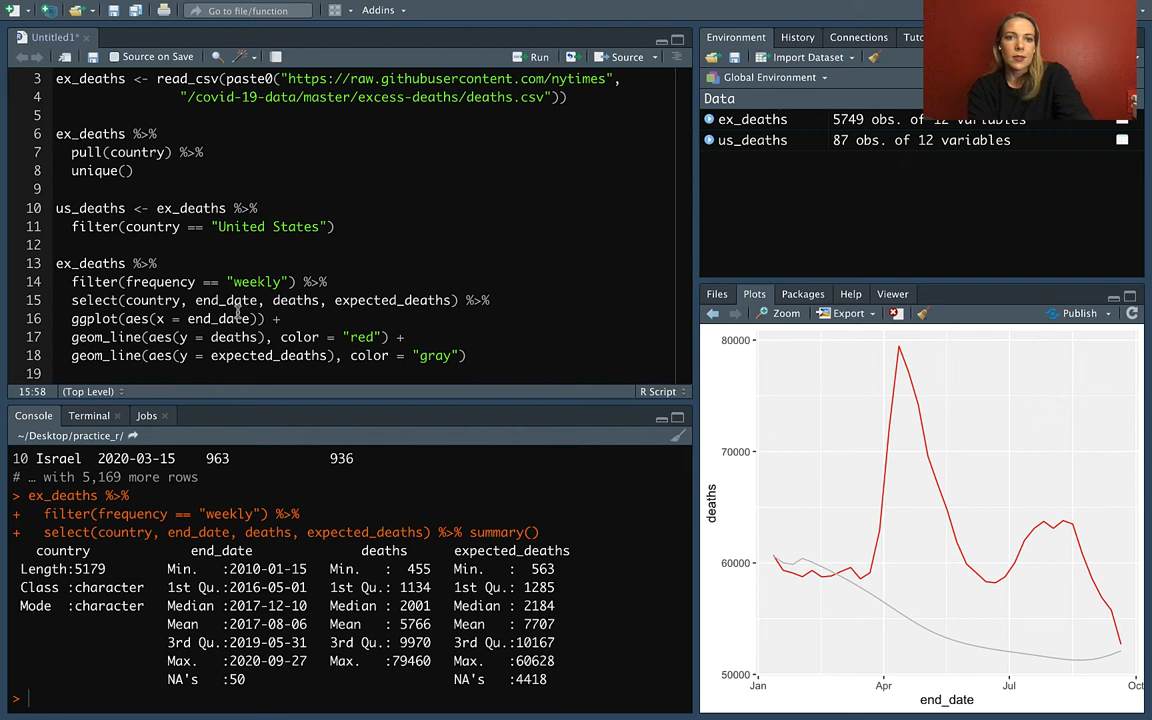 Go to file/function
Addins
Untitled1*
Source on Save
Run
Source
3 ex_deaths <- read_csv(paste0("https://raw.githubusercontent.com/nytimes",
4 "/covid-19-data/master/excess-deaths/deaths.csv"))
5
6 ex_deaths %>%
7 pull(country) %>%
8 unique()
9
10 us_deaths <- ex_deaths %>%
11 filter(country == "United States")
12
13 ex_deaths %>%
14 filter(frequency == "weekly") %>%
15 select(country, end_date, deaths, expected_deaths) %>%
16 ggplot(aes(x = end_date)) +
17 geom_line(aes(y = deaths), color = "red") +
18 geom_line(aes(y = expected_deaths), color = "gray")
19
15:58 (Top Level) R Script
Console Terminal Jobs
~/Desktop/practice_r/
10 Israel 2020-03-15 963 936
# … with 5,169 more rows
> ex_deaths %>%
+ filter(frequency == "weekly") %>%
+ select(country, end_date, deaths, expected_deaths) %>% summary()
country end_date deaths expected_deaths
Length:5179 Min. :2010-01-15 Min. : 455 Min. : 563
Class :character 1st Qu.:2016-05-01 1st Qu.: 1134 1st Qu.: 1285
Mode :character Median :2017-12-10 Median : 2001 Median : 2184
Mean :2017-08-06 Mean : 5766 Mean : 7707
3rd Qu.:2019-05-31 3rd Qu.: 9970 3rd Qu.:10167
Max. :2020-09-27 Max. :79460 Max. :60628
NA's :50 NA's :4418
>
Environment History Connections
Import Dataset
Global Environment
Data
ex_deaths 5749 obs. of 12 variables
us_deaths 87 obs. of 12 variables
Files Plots Packages Help Viewer
Zoom Export Publish
80000
70000
60000
50000
deaths
Jan Apr Jul Oct
end_date